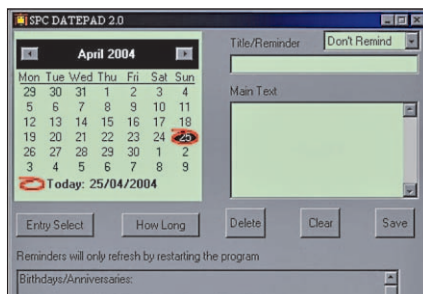 SPC DATEPAD 2.0
April 2004
Mon Tue Wed Thu Fri Sat Sun
29 30 31 1 2 3 4
5 6 7 8 9 10 11
12 13 14 15 16 17 18
19 20 21 22 23 24 25
26 27 28 29 30 1 2
3 4 5 6 7 8 9
Today: 25/04/2004
Title/Reminder
Don't Remind
Main Text
Entry Select
How Long
Delete
Clear
Save
Reminders will only refresh by restarting the program
Birthdays/Anniversaries: